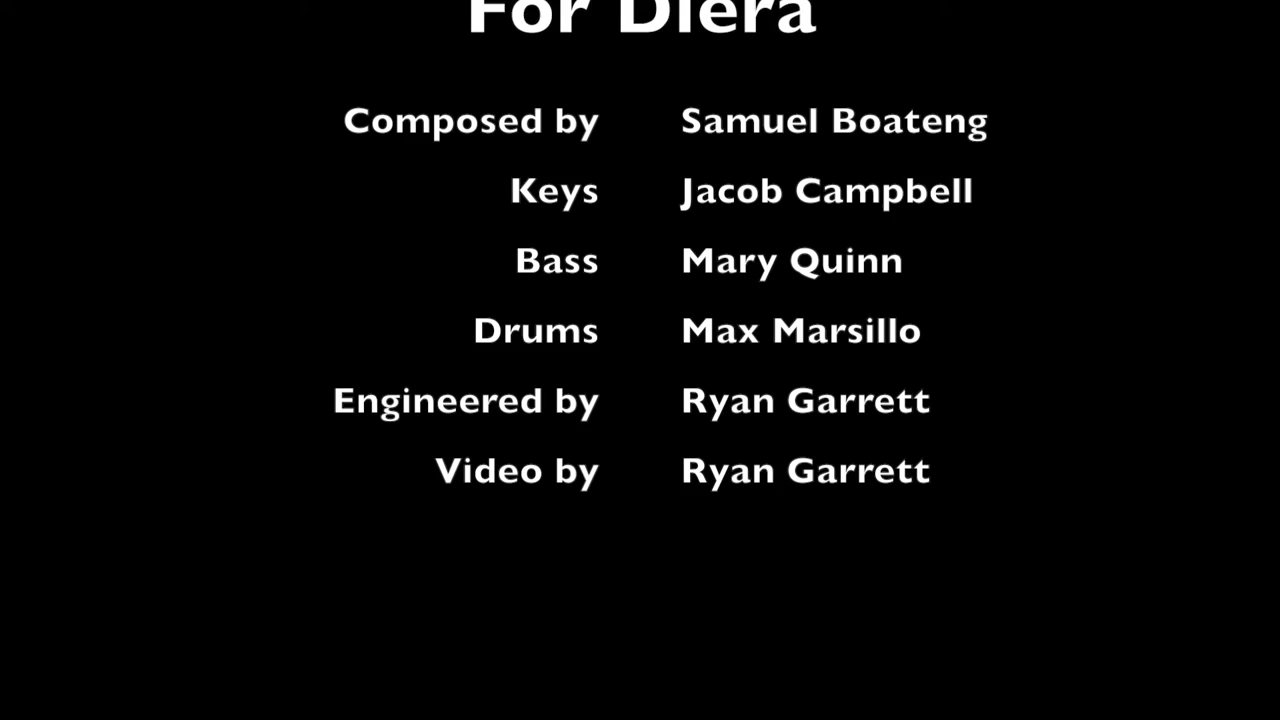 For Diera
Composed by Samuel Boateng
Keys Jacob Campbell
Bass Mary Quinn
Drums Max Marsillo
Engineered by Ryan Garrett
Video by Ryan Garrett